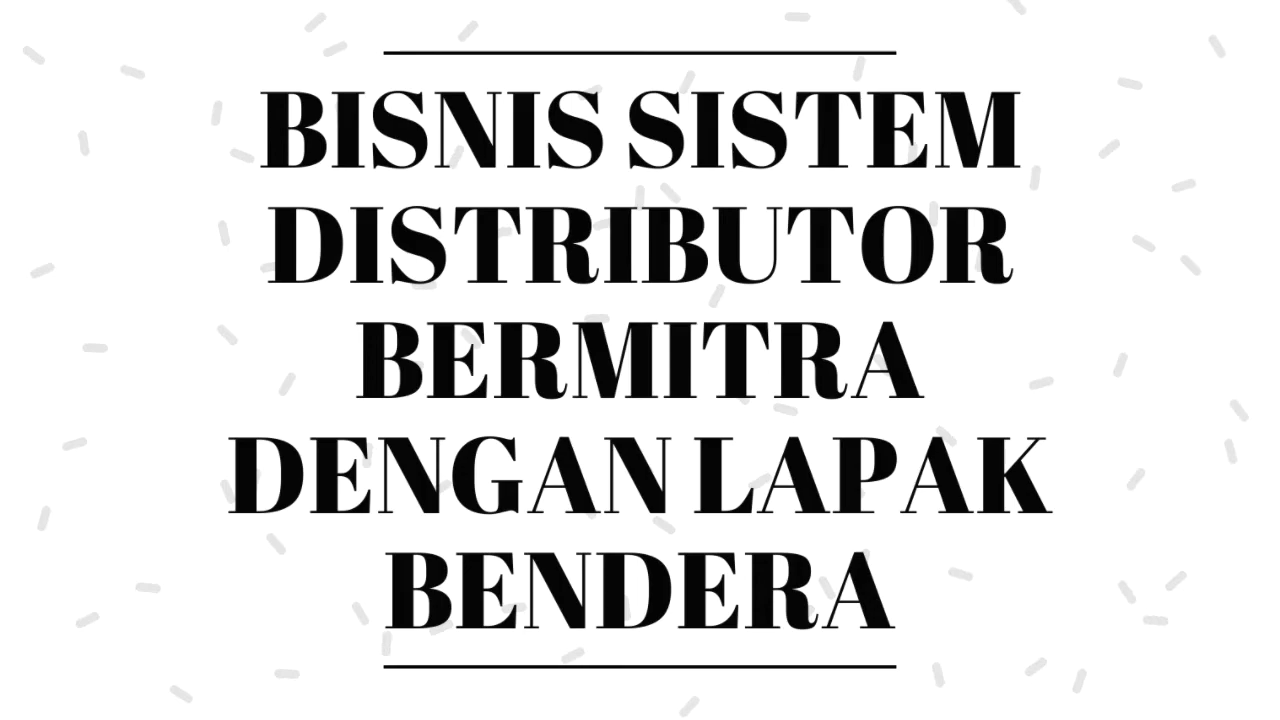 BISNIS SISTEM
DISTRIBUTOR
BERMITRA
DENGAN LAPAK
BENDERA